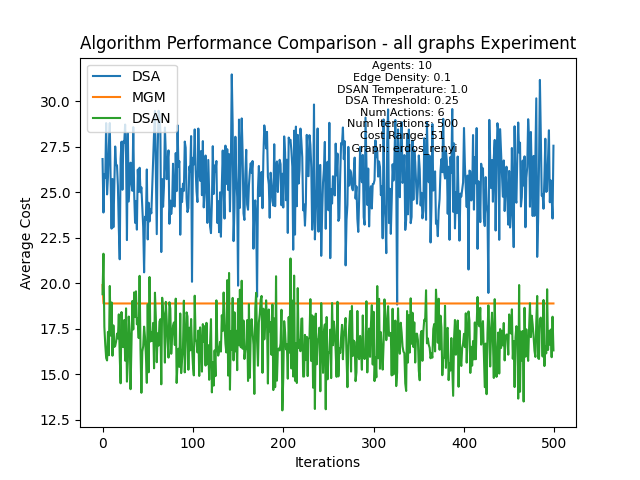 Algorithm Performance Comparison - all graphs Experiment
DSA
MGM
DSAN
Agents: 10
Edge Density: 0.1
DSAN Temperature: 1.0
DSA Threshold: 0.25
Num Actions: 6
Num Iterations: 500
Cost Range: 51
Graph: erdos_renyi
Average Cost
30.0
27.5
25.0
22.5
20.0
17.5
15.0
12.5
0
100
200
300
400
500
Iterations